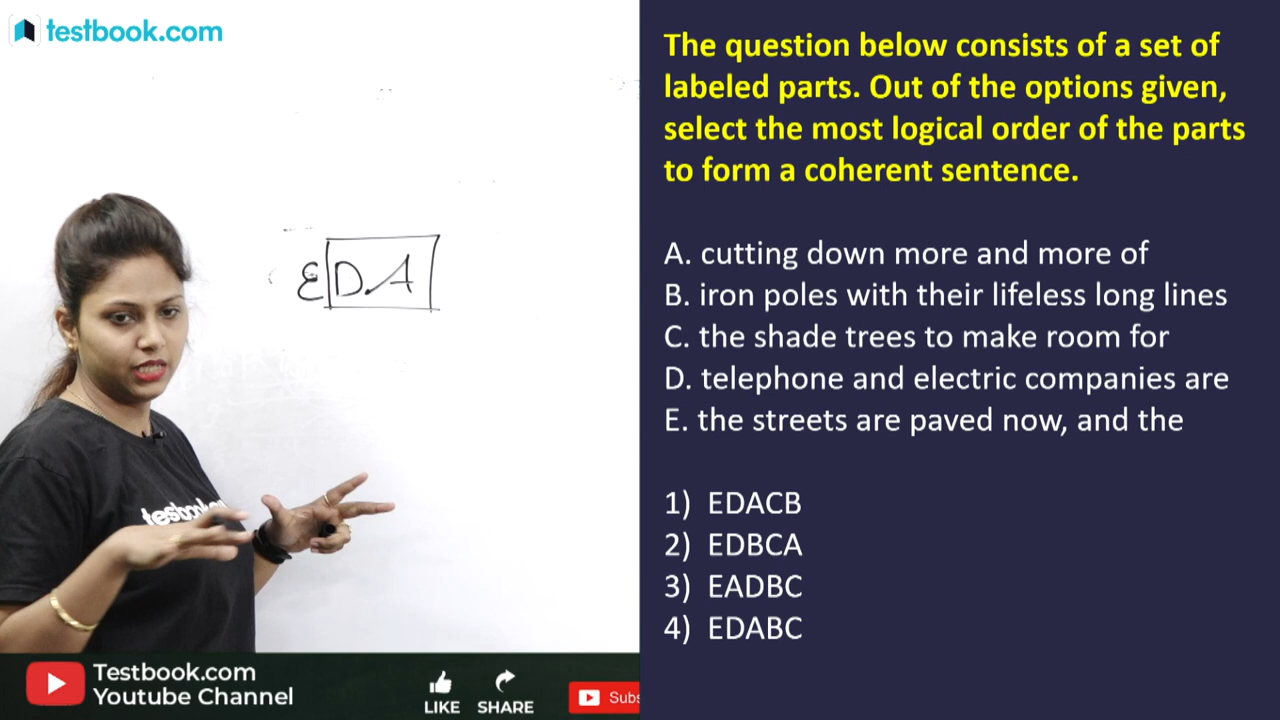 testbook.com
The question below consists of a set of
labeled parts. Out of the options given,
select the most logical order of the parts
to form a coherent sentence.
A. cutting down more and more of
B. iron poles with their lifeless long lines
C. the shade trees to make room for
D. telephone and electric companies are
E. the streets are paved now, and the
1) EDACB
2) EDBCA
3) EADBC
4) EDABC
E DA
testbook
Testbook.com
Youtube Channel
LIKE
SHARE
Subs